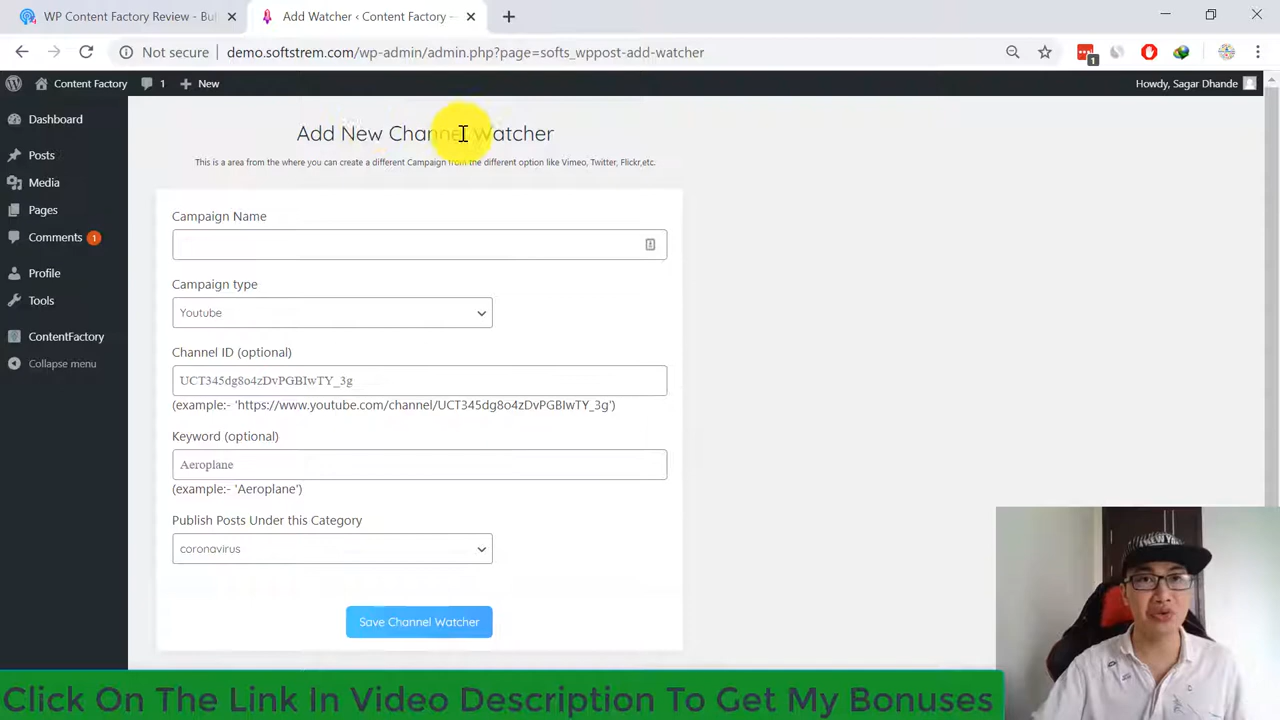 WP Content Factory Review - Bu
Add Watcher ‹ Content Factory —
Not secure
demo.softstrem.com/wp-admin/admin.php?page=softs_wppost-add-watcher
1
Content Factory
1
New
Howdy, Sagar Dhande
Dashboard
Posts
Media
Pages
Comments 1
Profile
Tools
ContentFactory
Collapse menu
Add New Channel Watcher
This is a area from the where you can create a different Campaign from the different option like Vimeo, Twitter, Flickr,etc.
Campaign Name
Campaign type
Youtube
Channel ID (optional)
UCT345dg8o4zDvPGBIwTY_3g
(example:- 'https://www.youtube.com/channel/UCT345dg8o4zDvPGBIwTY_3g')
Keyword (optional)
Aeroplane
(example:- 'Aeroplane')
Publish Posts Under this Category
coronavirus
Save Channel Watcher
Click On The Link In Video Description To Get My Bonuses